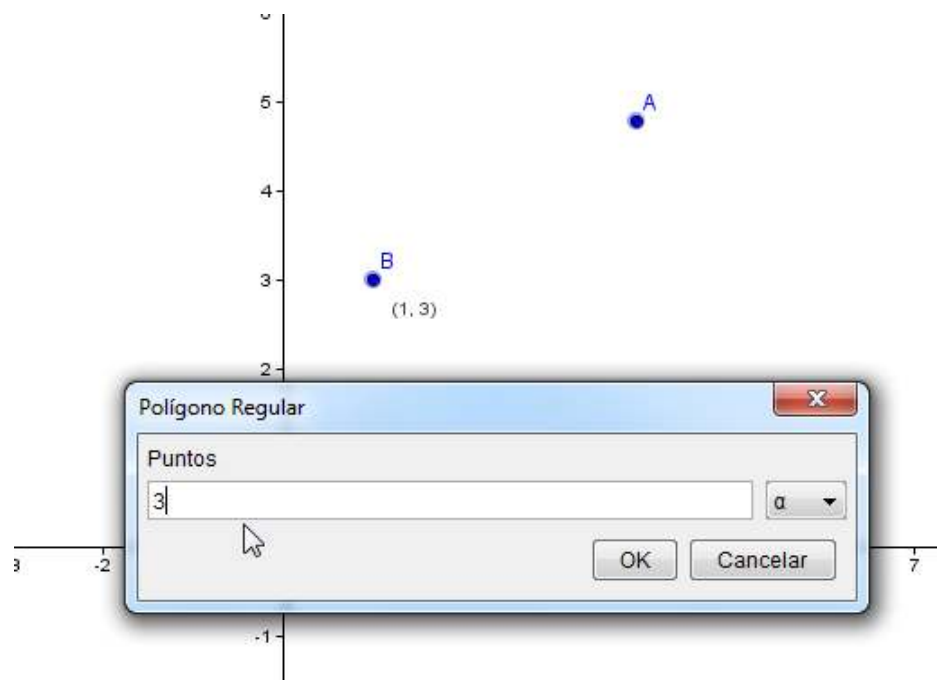 5
A
4
B
3
(1, 3)
2
Polígono Regular
Puntos
3
α
OK
Cancelar
-2
7
-1